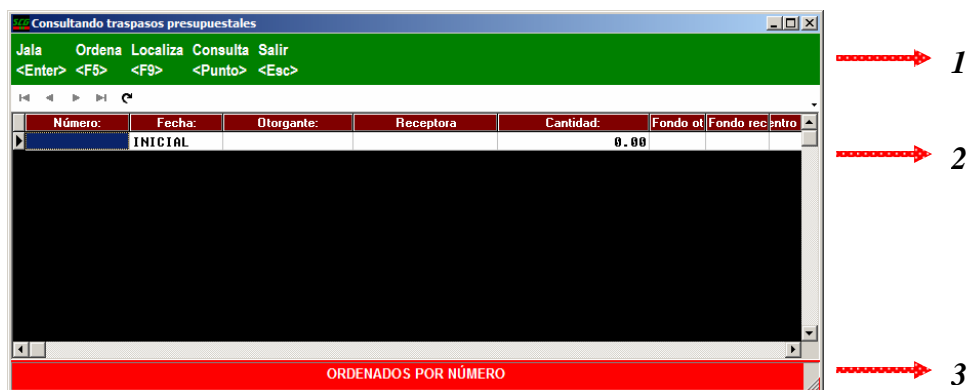 SCG Consultando traspasos presupuestales
Jala Ordena Localiza Consulta Salir
<Enter> <F5> <F9> <Punto> <Esc>
1
Número: Fecha: Otorgante: Receptora Cantidad: Fondo ot Fondo rec entro
INICIAL 0.00
2
ORDENADOS POR NÚMERO
3